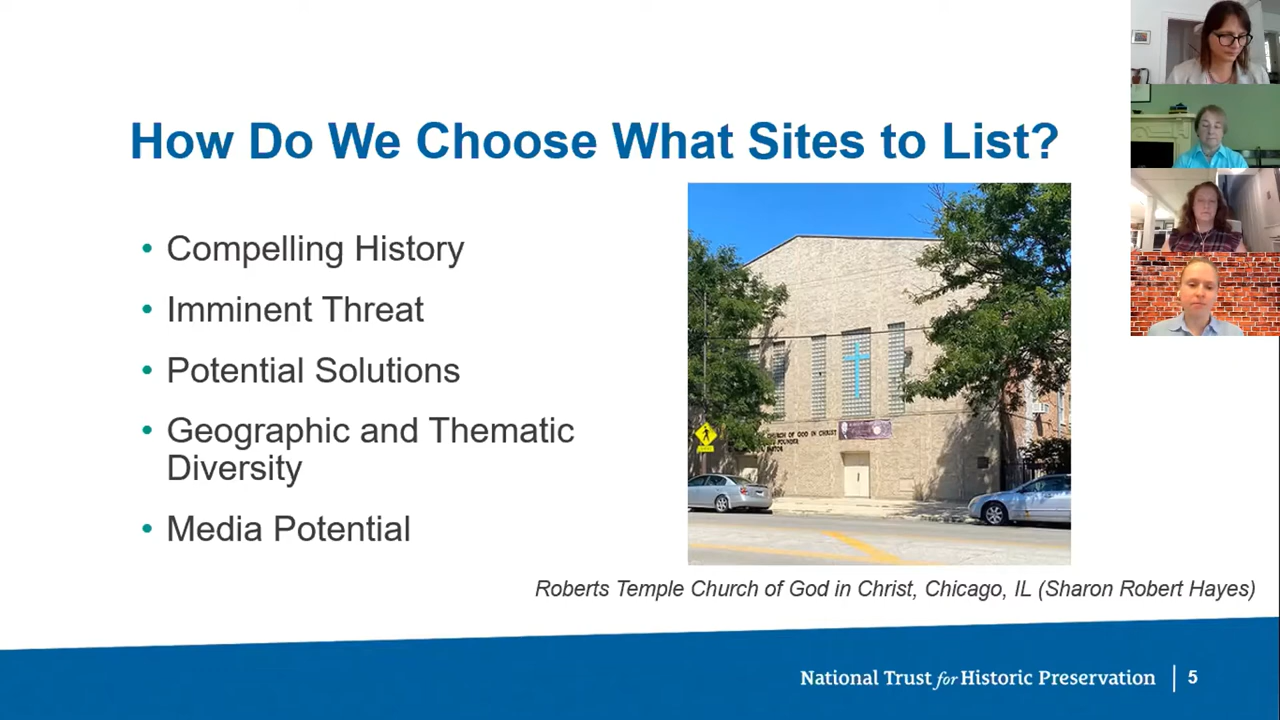 How Do We Choose What Sites to List?
• Compelling History
• Imminent Threat
• Potential Solutions
• Geographic and Thematic
Diversity
• Media Potential
CHURCH OF GOD IN CHRIST
FOUNDER
Roberts Temple Church of God in Christ, Chicago, IL (Sharon Robert Hayes)
National Trust for Historic Preservation | 5